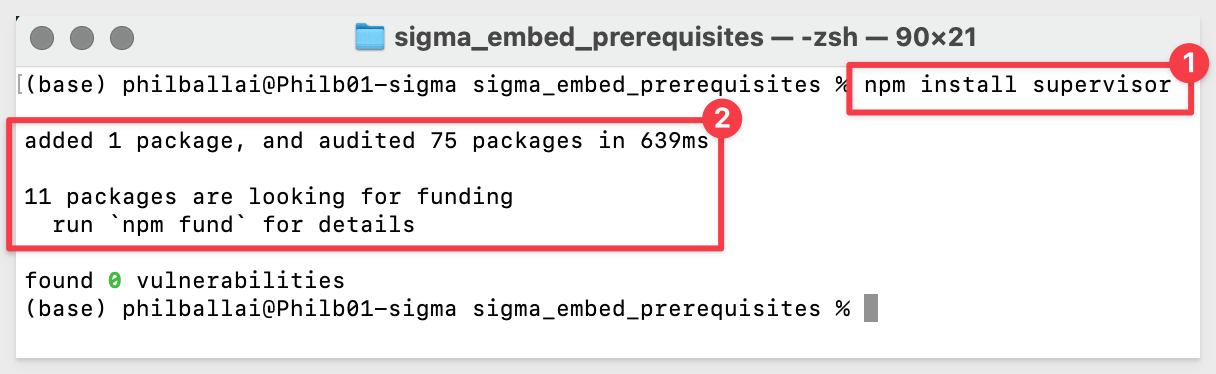 sigma_embed_prerequisites — -zsh — 90×21
1
[(base) philballai@Philb01-sigma sigma_embed_prerequisites % npm install supervisor
2
added 1 package, and audited 75 packages in 639ms
11 packages are looking for funding
run `npm fund` for details
found 0 vulnerabilities
(base) philballai@Philb01-sigma sigma_embed_prerequisites %